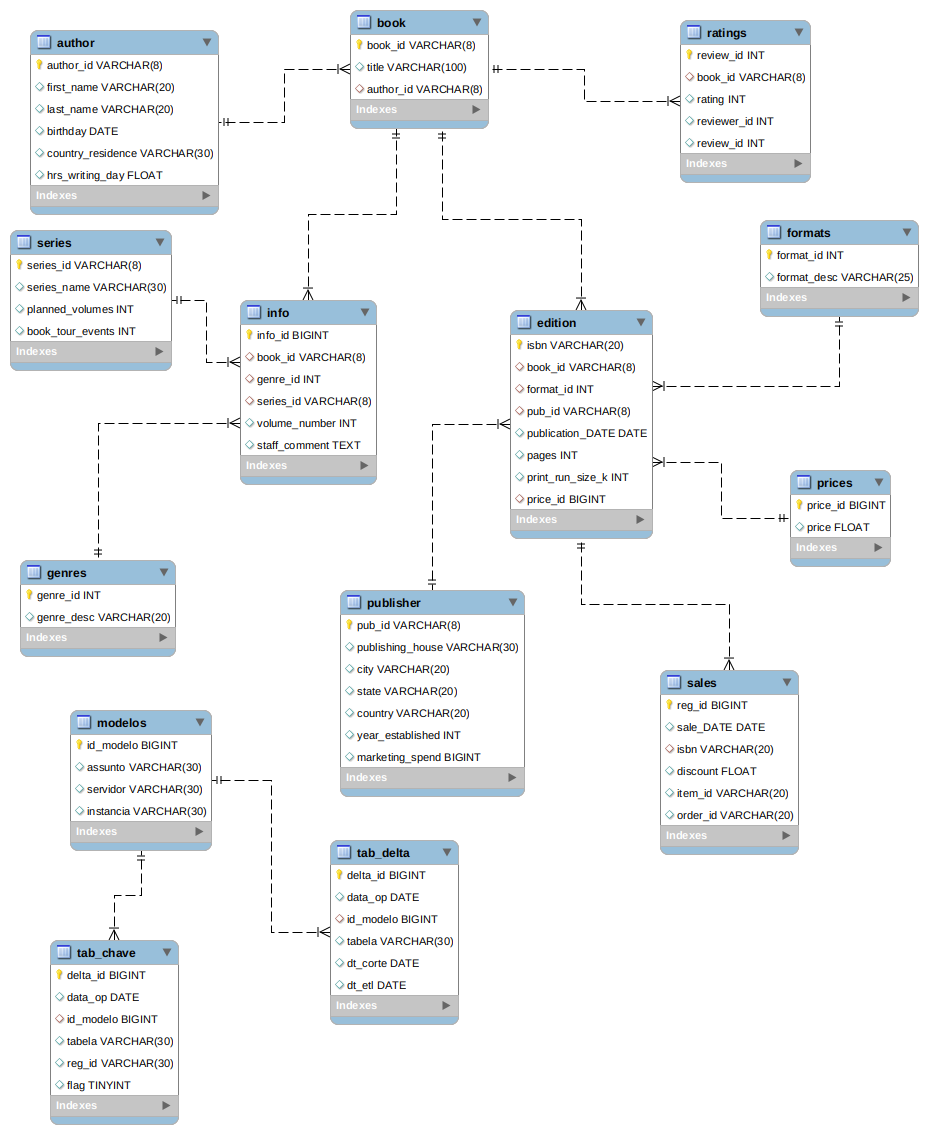 author
author_id VARCHAR(8)
first_name VARCHAR(20)
last_name VARCHAR(20)
birthday DATE
country_residence VARCHAR(30)
hrs_writing_day FLOAT
Indexes
book
book_id VARCHAR(8)
title VARCHAR(100)
author_id VARCHAR(8)
Indexes
ratings
review_id INT
book_id VARCHAR(8)
rating INT
reviewer_id INT
review_id INT
Indexes
series
series_id VARCHAR(8)
series_name VARCHAR(30)
planned_volumes INT
book_tour_events INT
Indexes
info
info_id BIGINT
book_id VARCHAR(8)
genre_id INT
series_id VARCHAR(8)
volume_number INT
staff_comment TEXT
Indexes
edition
isbn VARCHAR(20)
book_id VARCHAR(8)
format_id INT
pub_id VARCHAR(8)
publication_DATE DATE
pages INT
print_run_size_k INT
price_id BIGINT
Indexes
formats
format_id INT
format_desc VARCHAR(25)
Indexes
prices
price_id BIGINT
price FLOAT
Indexes
genres
genre_id INT
genre_desc VARCHAR(20)
Indexes
publisher
pub_id VARCHAR(8)
publishing_house VARCHAR(30)
city VARCHAR(20)
state VARCHAR(20)
country VARCHAR(20)
year_established INT
marketing_spend BIGINT
Indexes
sales
reg_id BIGINT
sale_DATE DATE
isbn VARCHAR(20)
discount FLOAT
item_id VARCHAR(20)
order_id VARCHAR(20)
Indexes
modelos
id_modelo BIGINT
assunto VARCHAR(30)
servidor VARCHAR(30)
instancia VARCHAR(30)
Indexes
tab_delta
delta_id BIGINT
data_op DATE
id_modelo BIGINT
tabela VARCHAR(30)
dt_corte DATE
dt_etl DATE
Indexes
tab_chave
delta_id BIGINT
data_op DATE
id_modelo BIGINT
tabela VARCHAR(30)
reg_id VARCHAR(30)
flag TINYINT
Indexes